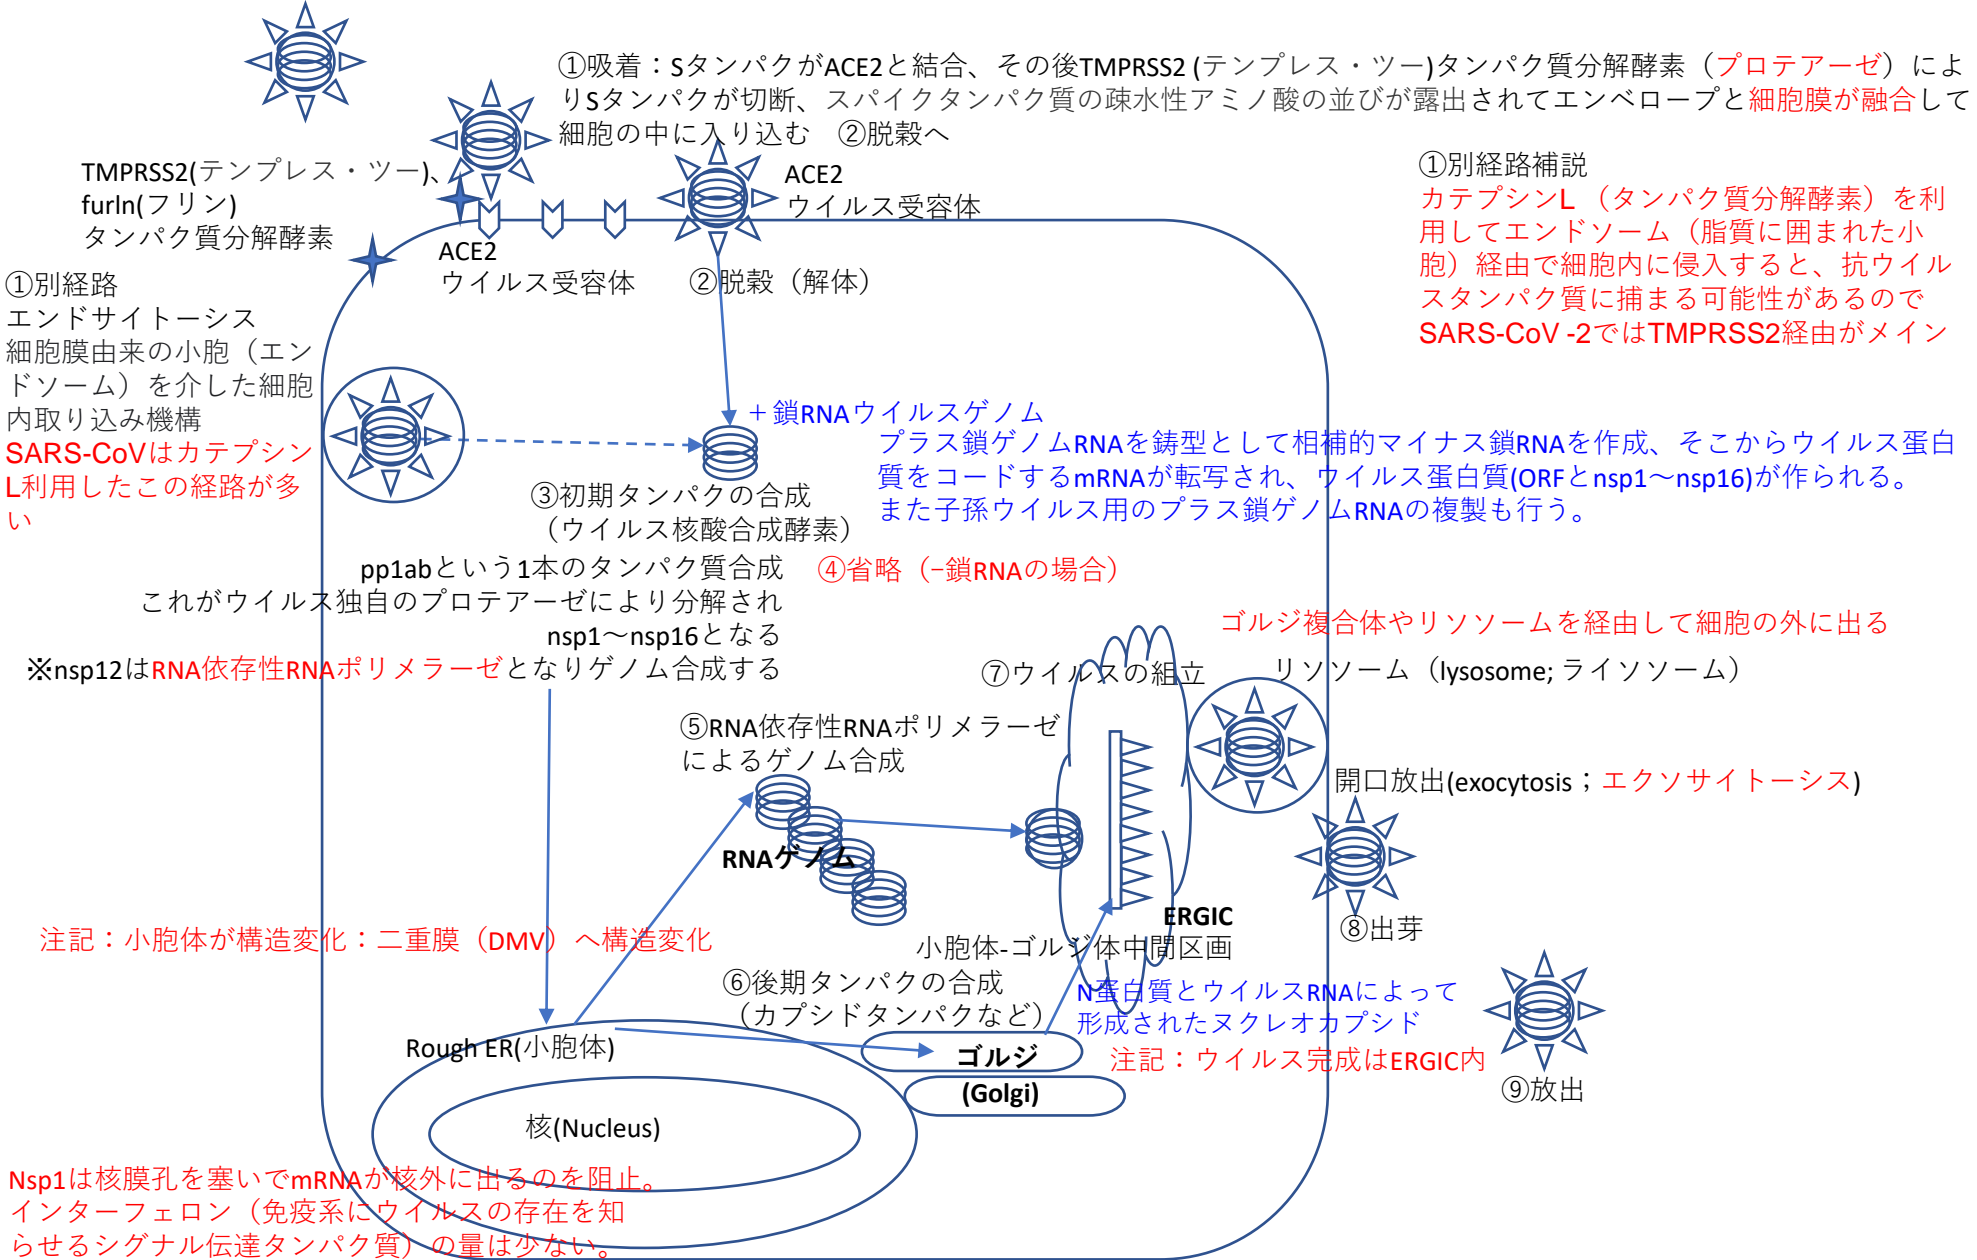 ①吸着：SタンパクがACE2と結合、その後TMPRSS2 (テンプレス・ツー)タンパク質分解酵素（プロテアーゼ）によ
りSタンパクが切断、スパイクタンパク質の疎水性アミノ酸の並びが露出されてエンベロープと細胞膜が融合して
細胞の中に入り込む　②脱穀へ
TMPRSS2(テンプレス・ツー)、
furln(フリン)
タンパク質分解酵素
ACE2
ウイルス受容体
ACE2
ウイルス受容体
②脱穀（解体）
①別経路補説
カテプシンL （タンパク質分解酵素）を利
用してエンドソーム（脂質に囲まれた小
胞）経由で細胞内に侵入すると、抗ウイル
スタンパク質に捕まる可能性があるので
SARS-CoV -2ではTMPRSS2経由がメイン
①別経路
エンドサイトーシス
細胞膜由来の小胞（エン
ドソーム）を介した細胞
内取り込み機構
SARS-CoVはカテプシン
L利用したこの経路が多
い
＋鎖RNAウイルスゲノム
プラス鎖ゲノムRNAを鋳型として相補的マイナス鎖RNAを作成、そこからウイルス蛋白
質をコードするmRNAが転写され、ウイルス蛋白質(ORFとnsp1～nsp16)が作られる。
また子孫ウイルス用のプラス鎖ゲノムRNAの複製も行う。
③初期タンパクの合成
（ウイルス核酸合成酵素）
pp1abという1本のタンパク質合成
これがウイルス独自のプロテアーゼにより分解され
nsp1～nsp16となる
※nsp12はRNA依存性RNAポリメラーゼとなりゲノム合成する
④省略（−鎖RNAの場合）
ゴルジ複合体やリソソームを経由して細胞の外に出る
リソソーム（lysosome; ライソソーム）
⑦ウイルスの組立
⑤RNA依存性RNAポリメラーゼ
によるゲノム合成
開口放出(exocytosis；エクソサイトーシス)
RNAゲノム
ERGIC
小胞体-ゴルジ体中間区画
⑧出芽
注記：小胞体が構造変化：二重膜（DMV）へ構造変化
⑥後期タンパクの合成
（カプシドタンパクなど）
N蛋白質とウイルスRNAによって
形成されたヌクレオカプシド
注記：ウイルス完成はERGIC内
Rough ER(小胞体)
ゴルジ
(Golgi)
⑨放出
核(Nucleus)
Nsp1は核膜孔を塞いでmRNAが核外に出るのを阻止。
インターフェロン（免疫系にウイルスの存在を知
らせるシグナル伝達タンパク質）の量は少ない。